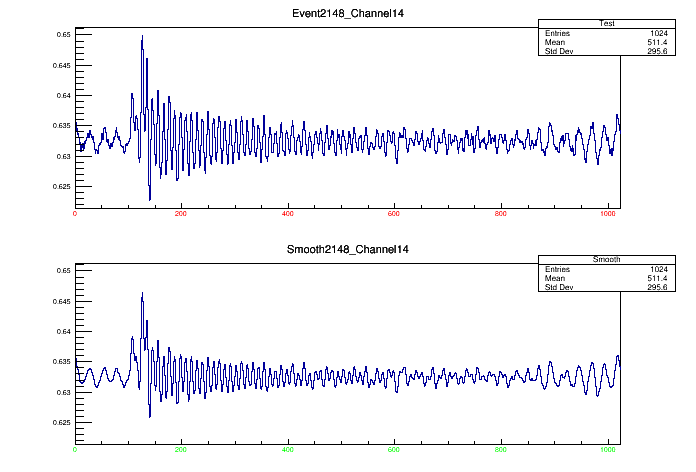 Event2148_Channel14
Test
Entries 1024
Mean 511.4
Std Dev 295.6
0.65
0.645
0.64
0.635
0.63
0.625
0 200 400 600 800 1000
Smooth2148_Channel14
Smooth
Entries 1024
Mean 511.4
Std Dev 295.6
0.65
0.645
0.64
0.635
0.63
0.625
0 200 400 600 800 1000